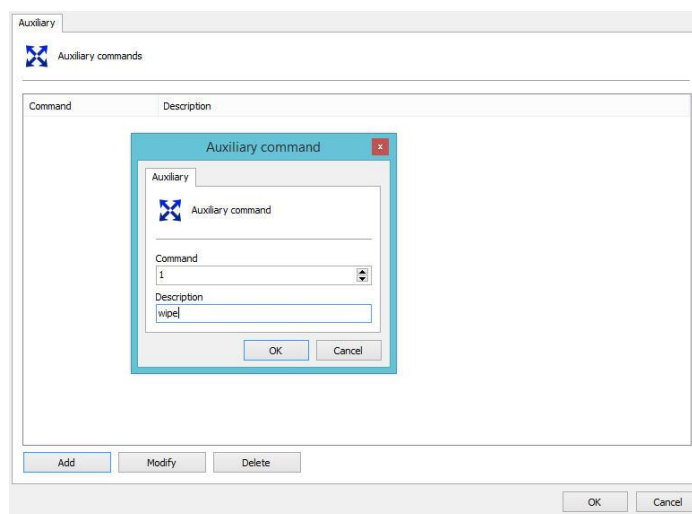 Auxiliary
Auxiliary commands
Command Description
Auxiliary command x
Auxiliary
Auxiliary command
Command
1
Description
wipe
OK Cancel
Add Modify Delete
OK Cancel